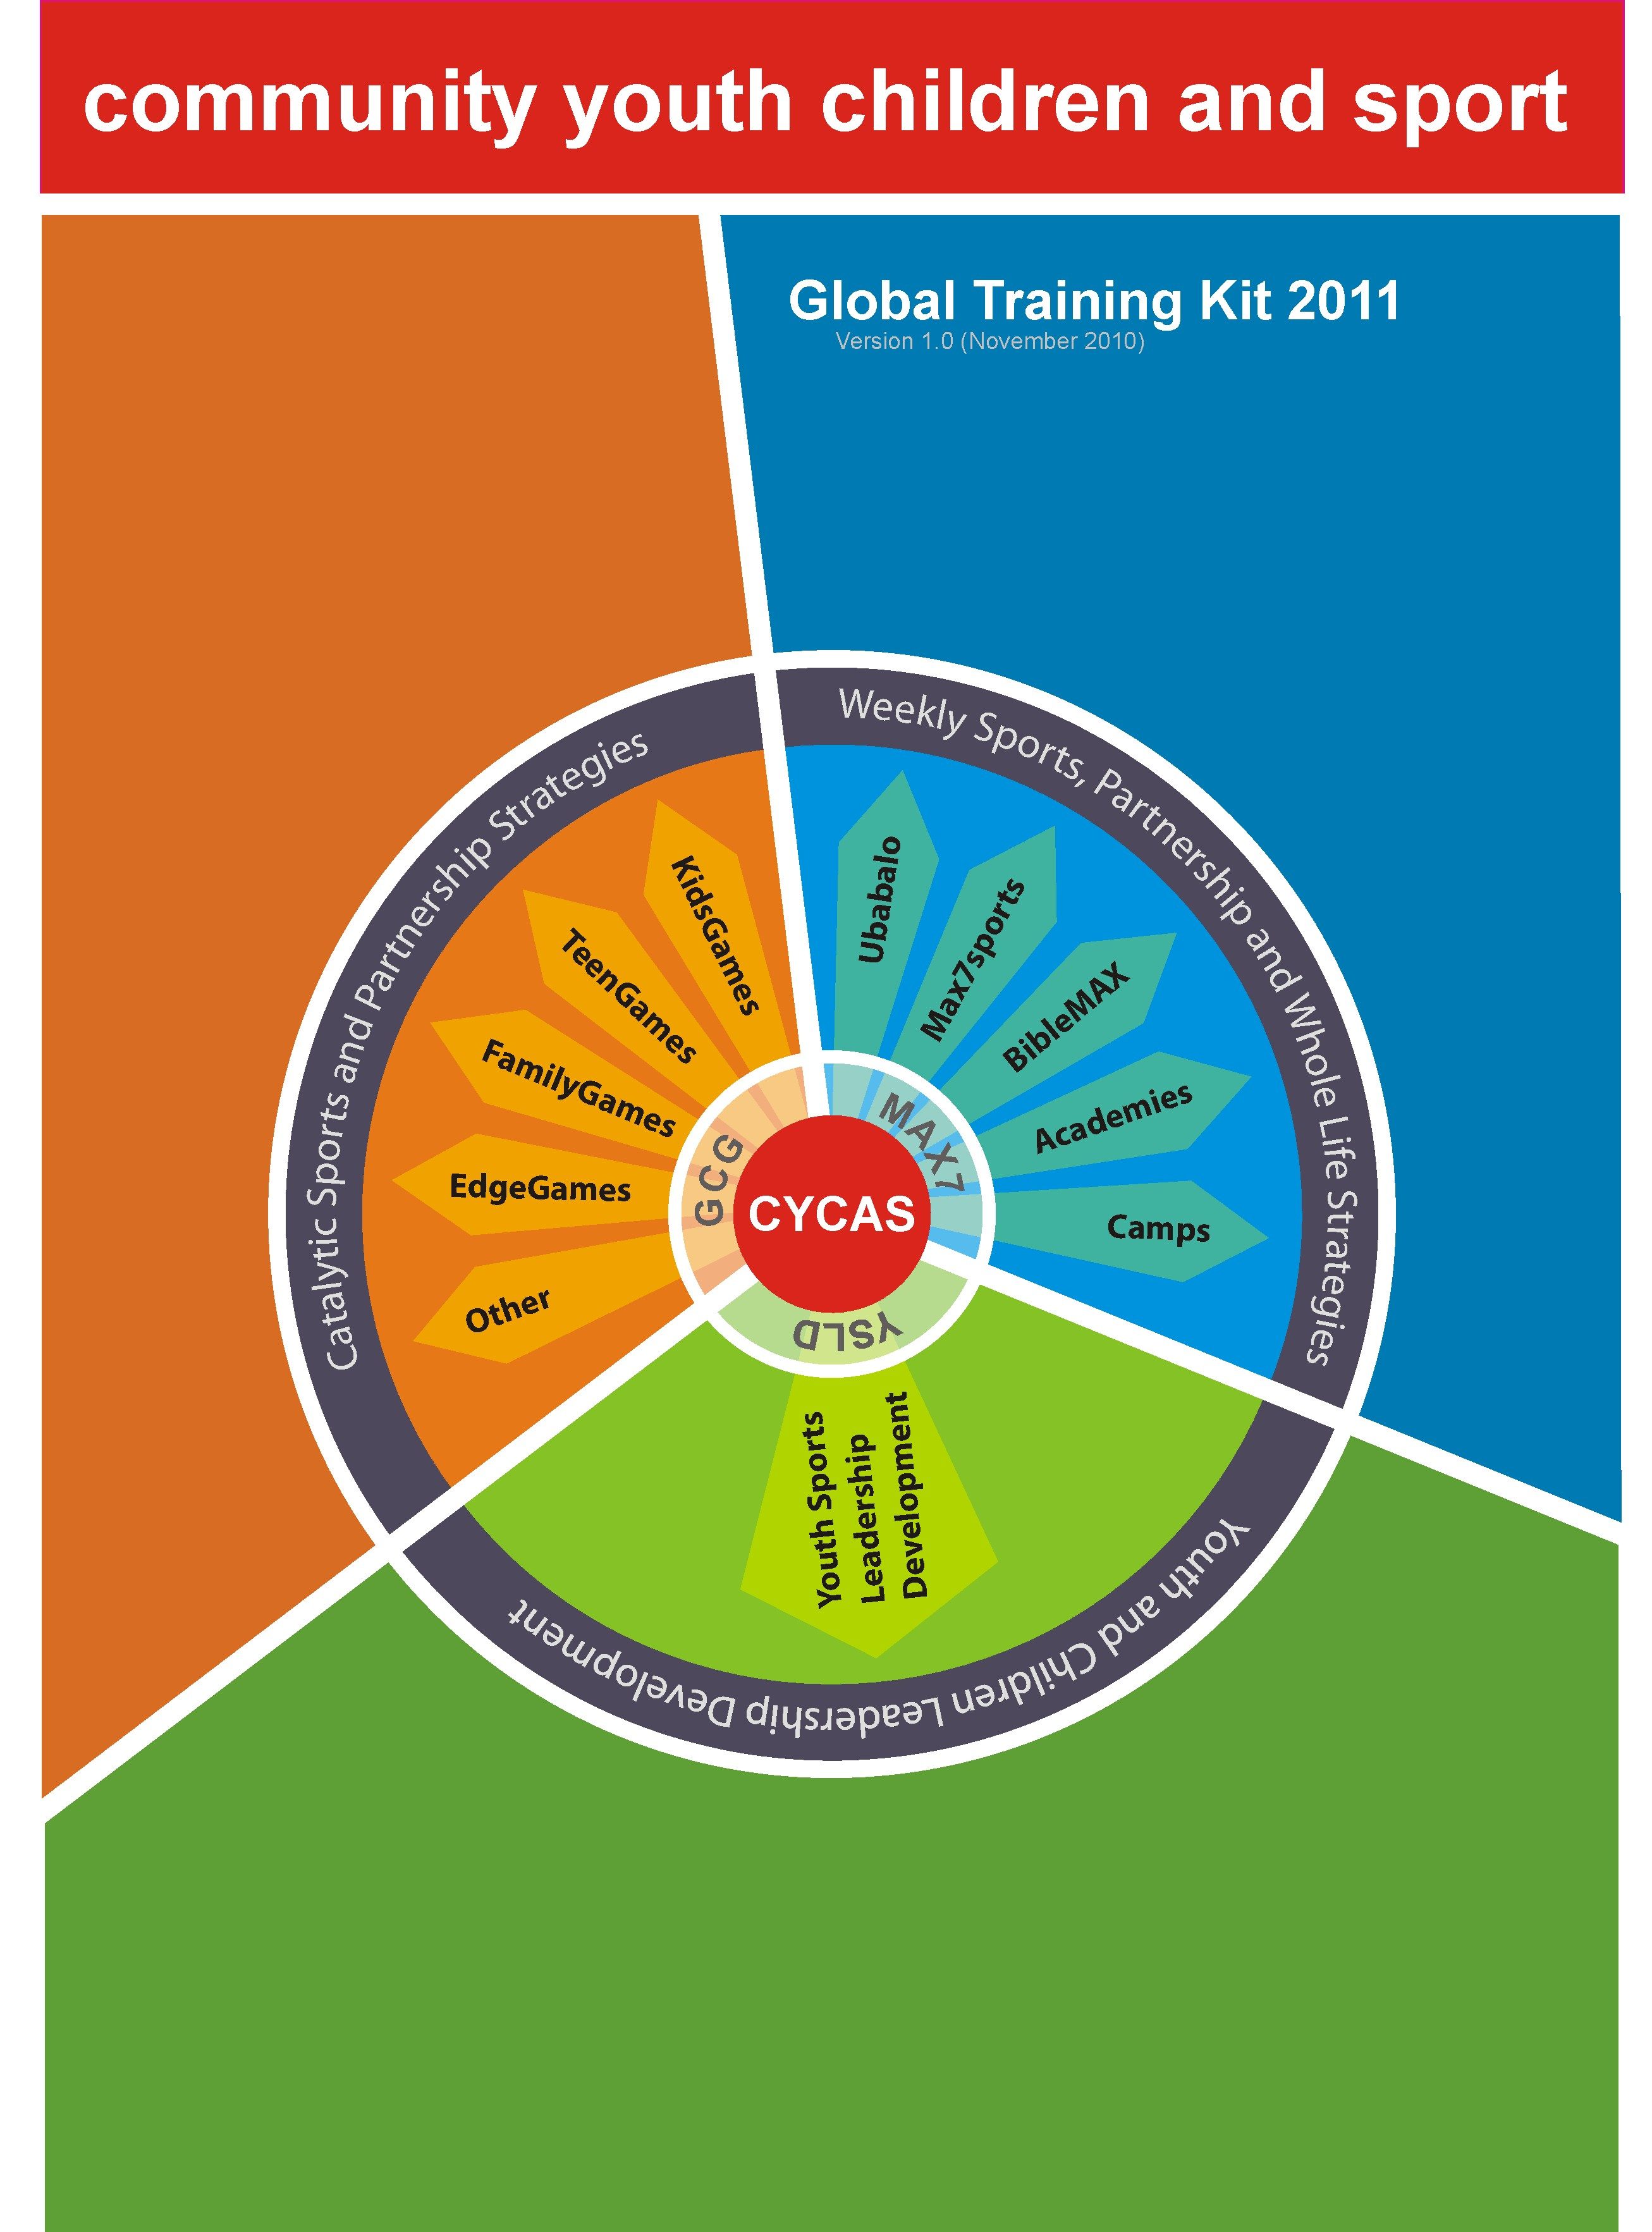 community youth children and sport
Global Training Kit 2011
Version 1.0 (November 2010)
Catalytic Sports and Partnership Strategies
Weekly Sports, Partnership and Whole Life Strategies
KidsGames
TeenGames
FamilyGames
EdgeGames
Other
Ubabalo
Max7sports
BibleMAX
Academies
Camps
GCG
MAX7
CYCAS
YSLD
Youth Sports
Leadership
Development
Youth and Children Leadership Development